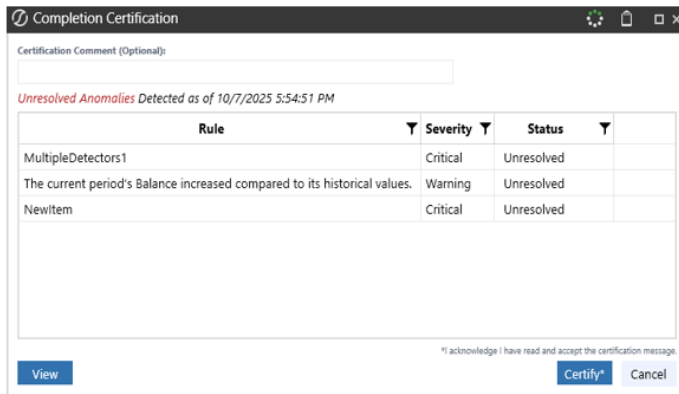 Completion Certification
Certification Comment (Optional):
Unresolved Anomalies Detected as of 10/7/2025 5:54:51 PM
Rule Severity Status
MultipleDetectors1 Critical Unresolved
The current period's Balance increased compared to its historical values. Warning Unresolved
NewItem Critical Unresolved
*I acknowledge I have read and accept the certification message.
View Certify* Cancel